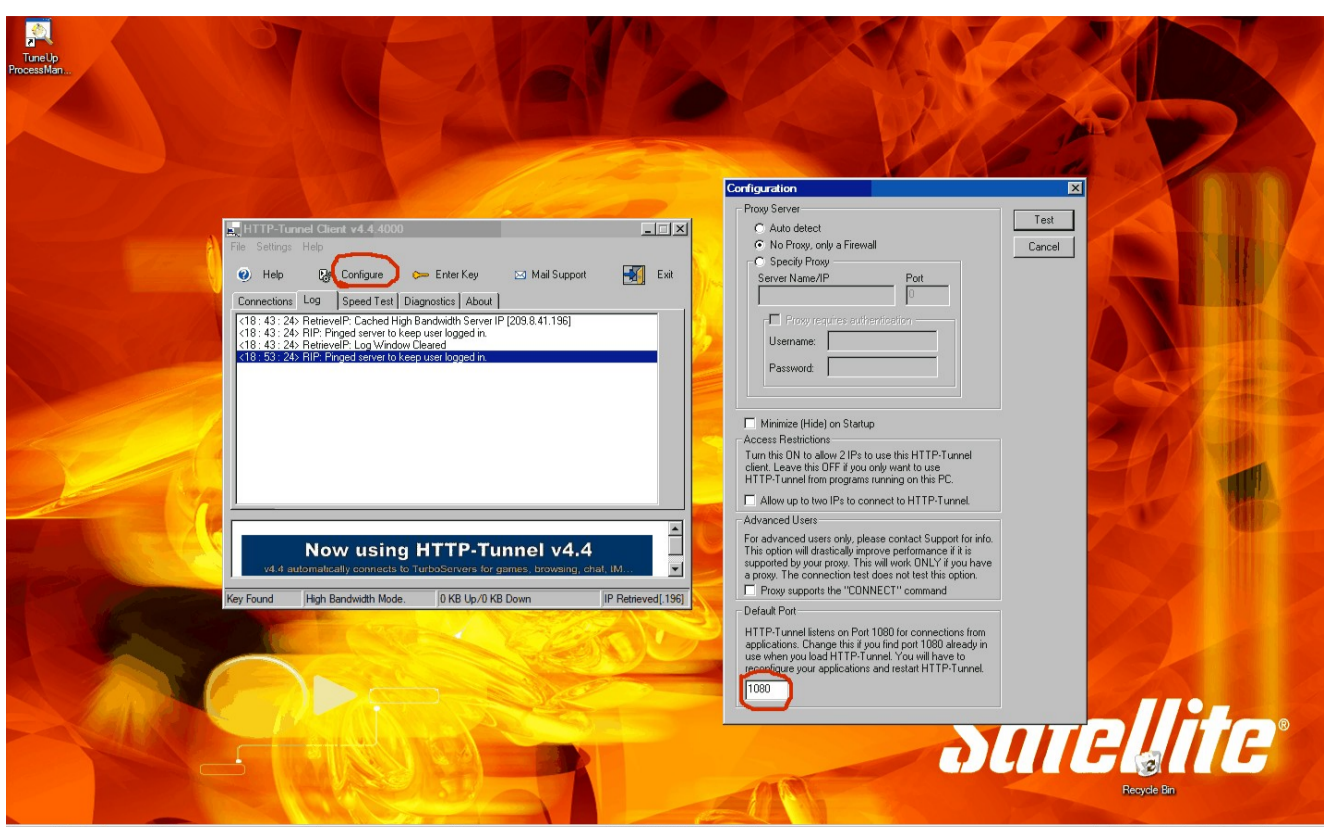 TuneUp
ProcessMan...
HTTP-Tunnel Client v4.4.4000
File Settings Help
Help Configure Enter Key Mail Support Exit
Connections Log Speed Test Diagnostics About
<18 : 43 : 24> RetrieveIP: Cached High Bandwidth Server IP [209.8.41.196]
<18 : 43 : 24> RIP: Pinged server to keep user logged in.
<18 : 43 : 24> RetrieveIP: Log Window Cleared
<18 : 53 : 24> RIP: Pinged server to keep user logged in.
Now using HTTP-Tunnel v4.4
v4.4 automatically connects to TurboServers for games, browsing, chat, IM...
Key Found High Bandwidth Mode. 0 KB Up/0 KB Down IP Retrieved[.196]
Configuration
Proxy Server
Test
Auto detect
No Proxy, only a Firewall
Cancel
Specify Proxy
Server Name/IP Port
0
Proxy requires authentication
Username:
Password:
Minimize (Hide) on Startup
Access Restrictions
Turn this ON to allow 2 IPs to use this HTTP-Tunnel
client. Leave this OFF if you only want to use
HTTP-Tunnel from programs running on this PC.
Allow up to two IPs to connect to HTTP-Tunnel.
Advanced Users
For advanced users only, please contact Support for info.
This option will drastically improve performance if it is
supported by your proxy. This will work ONLY if you have
a proxy. The connection test does not test this option.
Proxy supports the "CONNECT" command
Default Port
HTTP-Tunnel listens on Port 1080 for connections from
applications. Change this if you find port 1080 already in
use when you load HTTP-Tunnel. You will have to
reconfigure your applications and restart HTTP-Tunnel.
1080
Satellite®
Recycle Bin